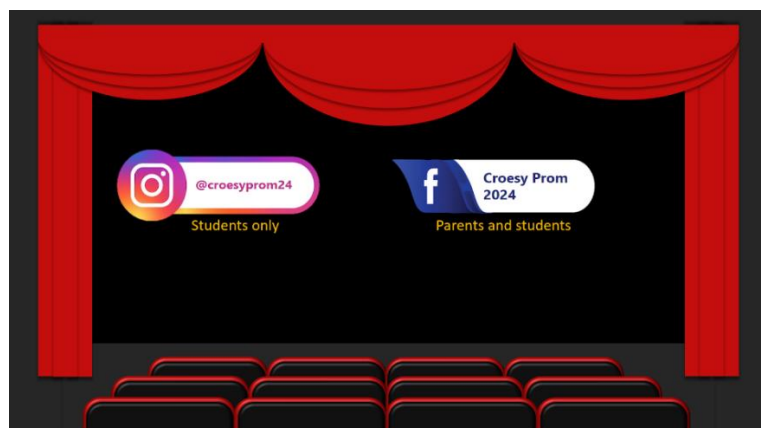 @croesyprom24
Students only
Croesy Prom
2024
Parents and students